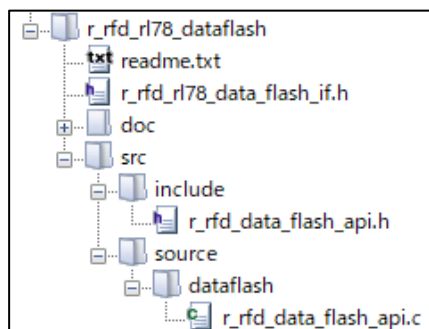 r_rfd_rl78_dataflash
readme.txt
r_rfd_rl78_data_flash_if.h
doc
src
include
r_rfd_data_flash_api.h
source
dataflash
r_rfd_data_flash_api.c